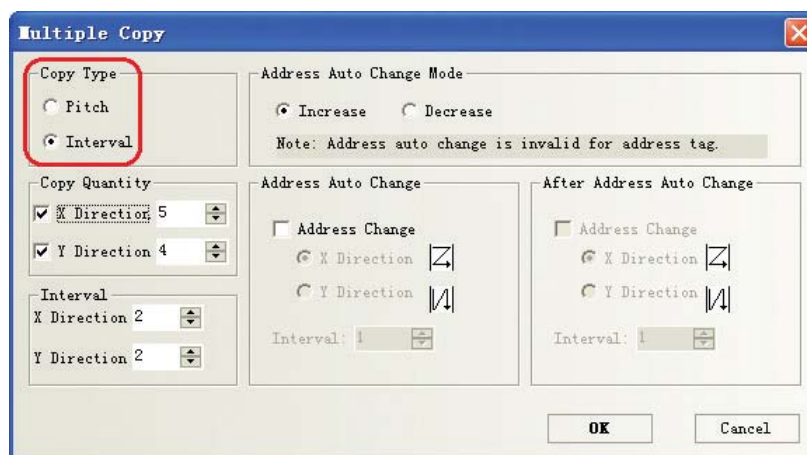 Multiple Copy
Copy Type
Pitch
Interval
Address Auto Change Mode
Increase Decrease
Note: Address auto change is invalid for address tag.
Copy Quantity
X Direction 5
Y Direction 4
Interval
X Direction 2
Y Direction 2
Address Auto Change
Address Change
X Direction
Y Direction
Interval: 1
After Address Auto Change
Address Change
X Direction
Y Direction
Interval: 1
OK Cancel